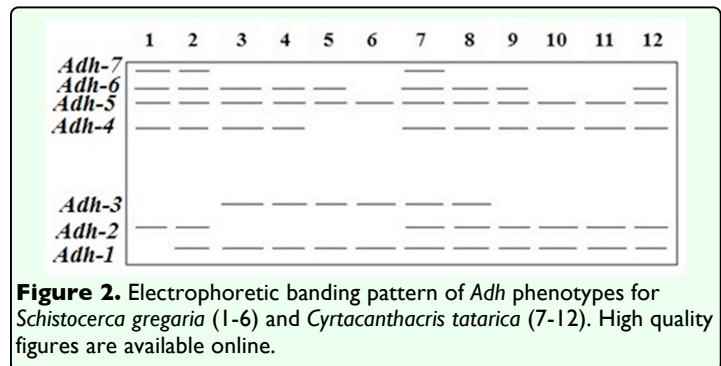 1 2 3 4 5 6 7 8 9 10 11 12
Adh-7
Adh-6
Adh-5
Adh-4
Adh-3
Adh-2
Adh-1
Figure 2. Electrophoretic banding pattern of Adh phenotypes for
Schistocerca gregaria (1-6) and Cyrtacanthacris tatarica (7-12). High quality
figures are available online.